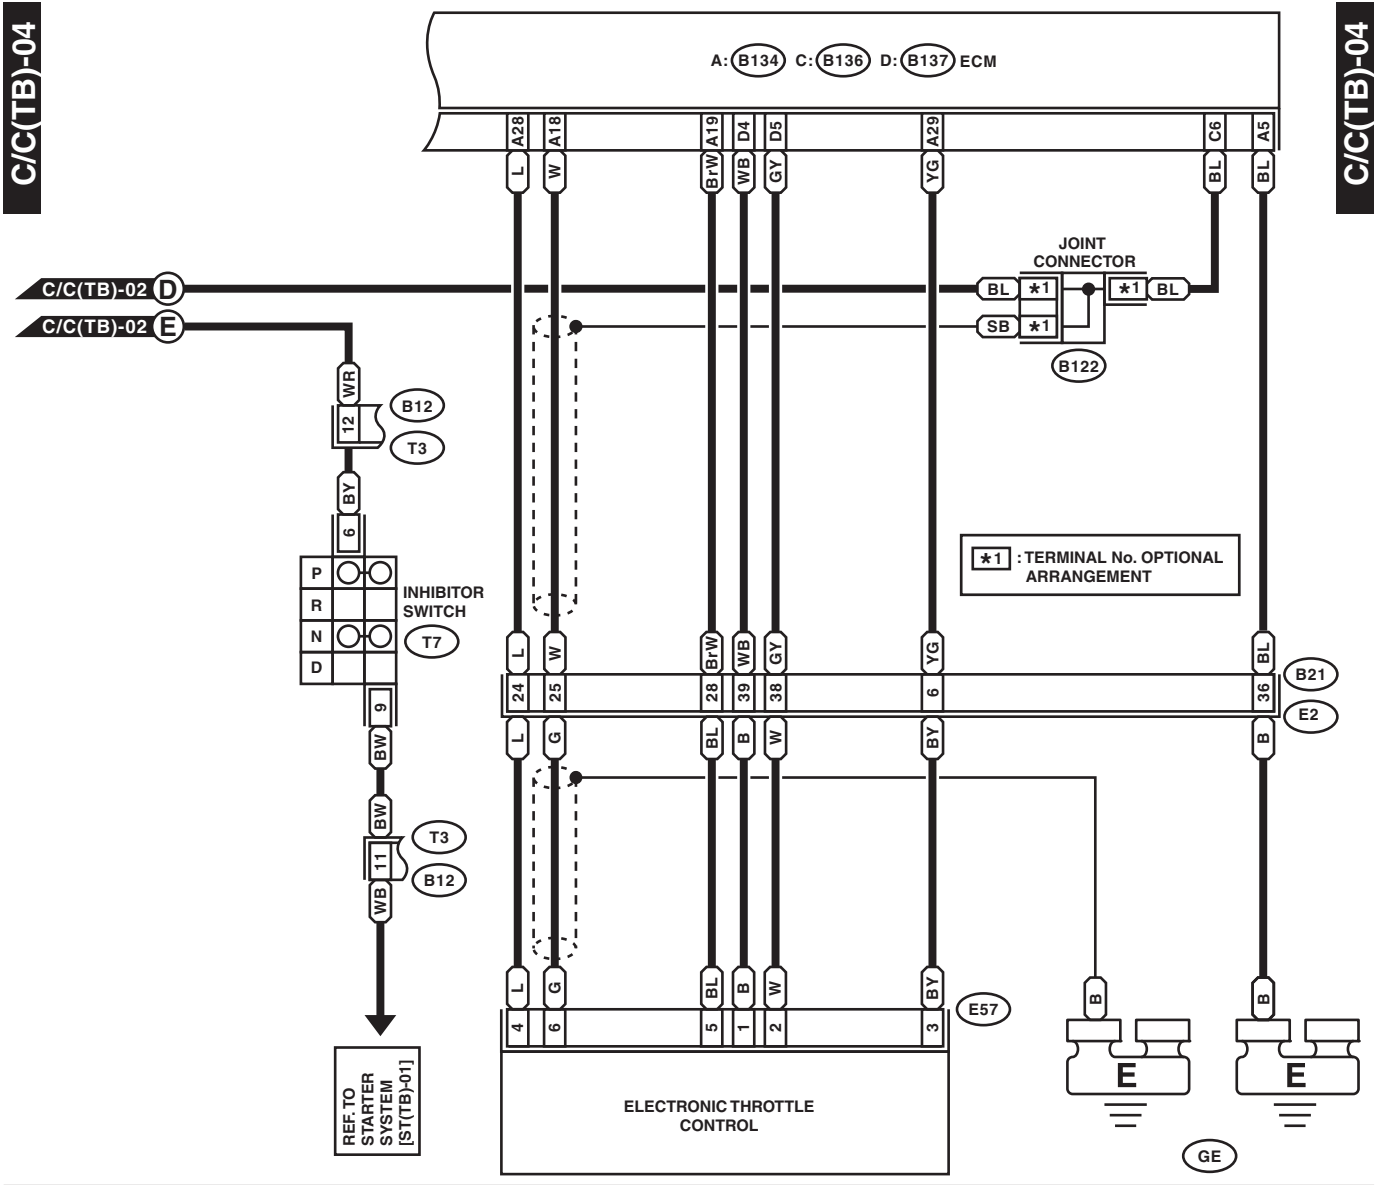 C/C(TB)-04
C/C(TB)-04
A: B134 C: B136 D: B137 ECM
A28 A18 A19 D4 D5 A29 C6 A5
L W BrW WB GY YG BL BL
JOINT
CONNECTOR
C/C(TB)-02 D
BL *1 *1 BL
C/C(TB)-02 E
SB *1
B122
WR
12
B12
T3
BY
6
*1 : TERMINAL No. OPTIONAL
ARRANGEMENT
P
R
N
D
INHIBITOR
SWITCH
T7
L W BrW WB GY YG BL
24 25 28 39 38 6 36
B21
E2
L G BL B W BY B
9
BW
BW
11
T3
B12
WB
L G BL B W BY B B
4 6 5 1 2 3
E57
REF. TO
STARTER
SYSTEM
[ST(TB)-01]
ELECTRONIC THROTTLE
CONTROL
E E
GE